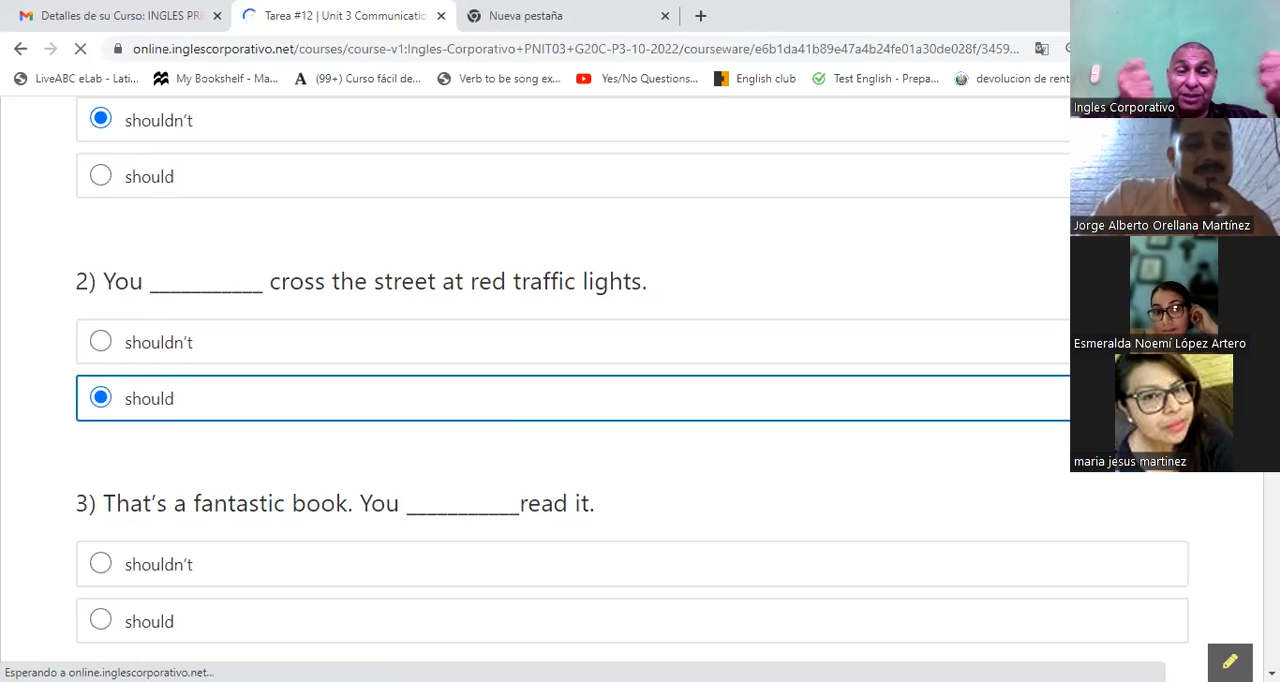 Detalles de su Curso: INGLES PRI
Tarea #12 | Unit 3 Communicatio
Nueva pestaña
online.inglescorporativo.net/courses/course-v1:Ingles-Corporativo+PNIT03+G20C-P3-10-2022/courseware/e6b1da41b89e47a4b24fe01a30de028f/3459...
LiveABC eLab - Lati...
My Bookshelf - Ma...
(99+) Curso fácil de...
Verb to be song ex...
Yes/No Questions...
English club
Test English - Prepa...
devolucion de rent
shouldn't
should
2) You ___________ cross the street at red traffic lights.
shouldn't
should
3) That's a fantastic book. You ___________read it.
shouldn't
should
Esperando a online.inglescorporativo.net...
Ingles Corporativo
Jorge Alberto Orellana Martínez
Esmeralda Noemí López Artero
maria jesus martinez